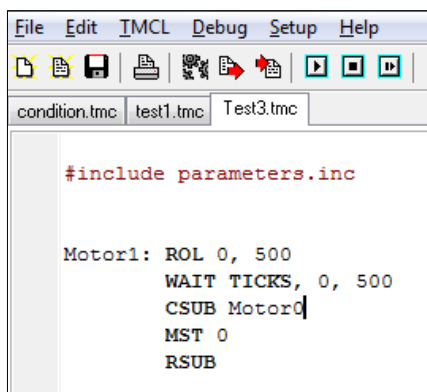 File Edit TMCL Debug Setup Help
condition.tmc test1.tmc Test3.tmc
#include parameters.inc
Motor1: ROL 0, 500
WAIT TICKS, 0, 500
CSUB Motor0
MST 0
RSUB